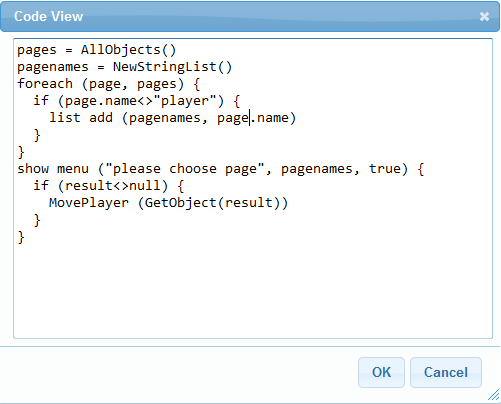 Code View
pages = AllObjects()
pagenames = NewStringList()
foreach (page, pages) {
  if (page.name<>"player") {
    list add (pagenames, page.name)
  }
}
show menu ("please choose page", pagenames, true) {
  if (result<>null) {
    MovePlayer (GetObject(result))
  }
}
OK
Cancel